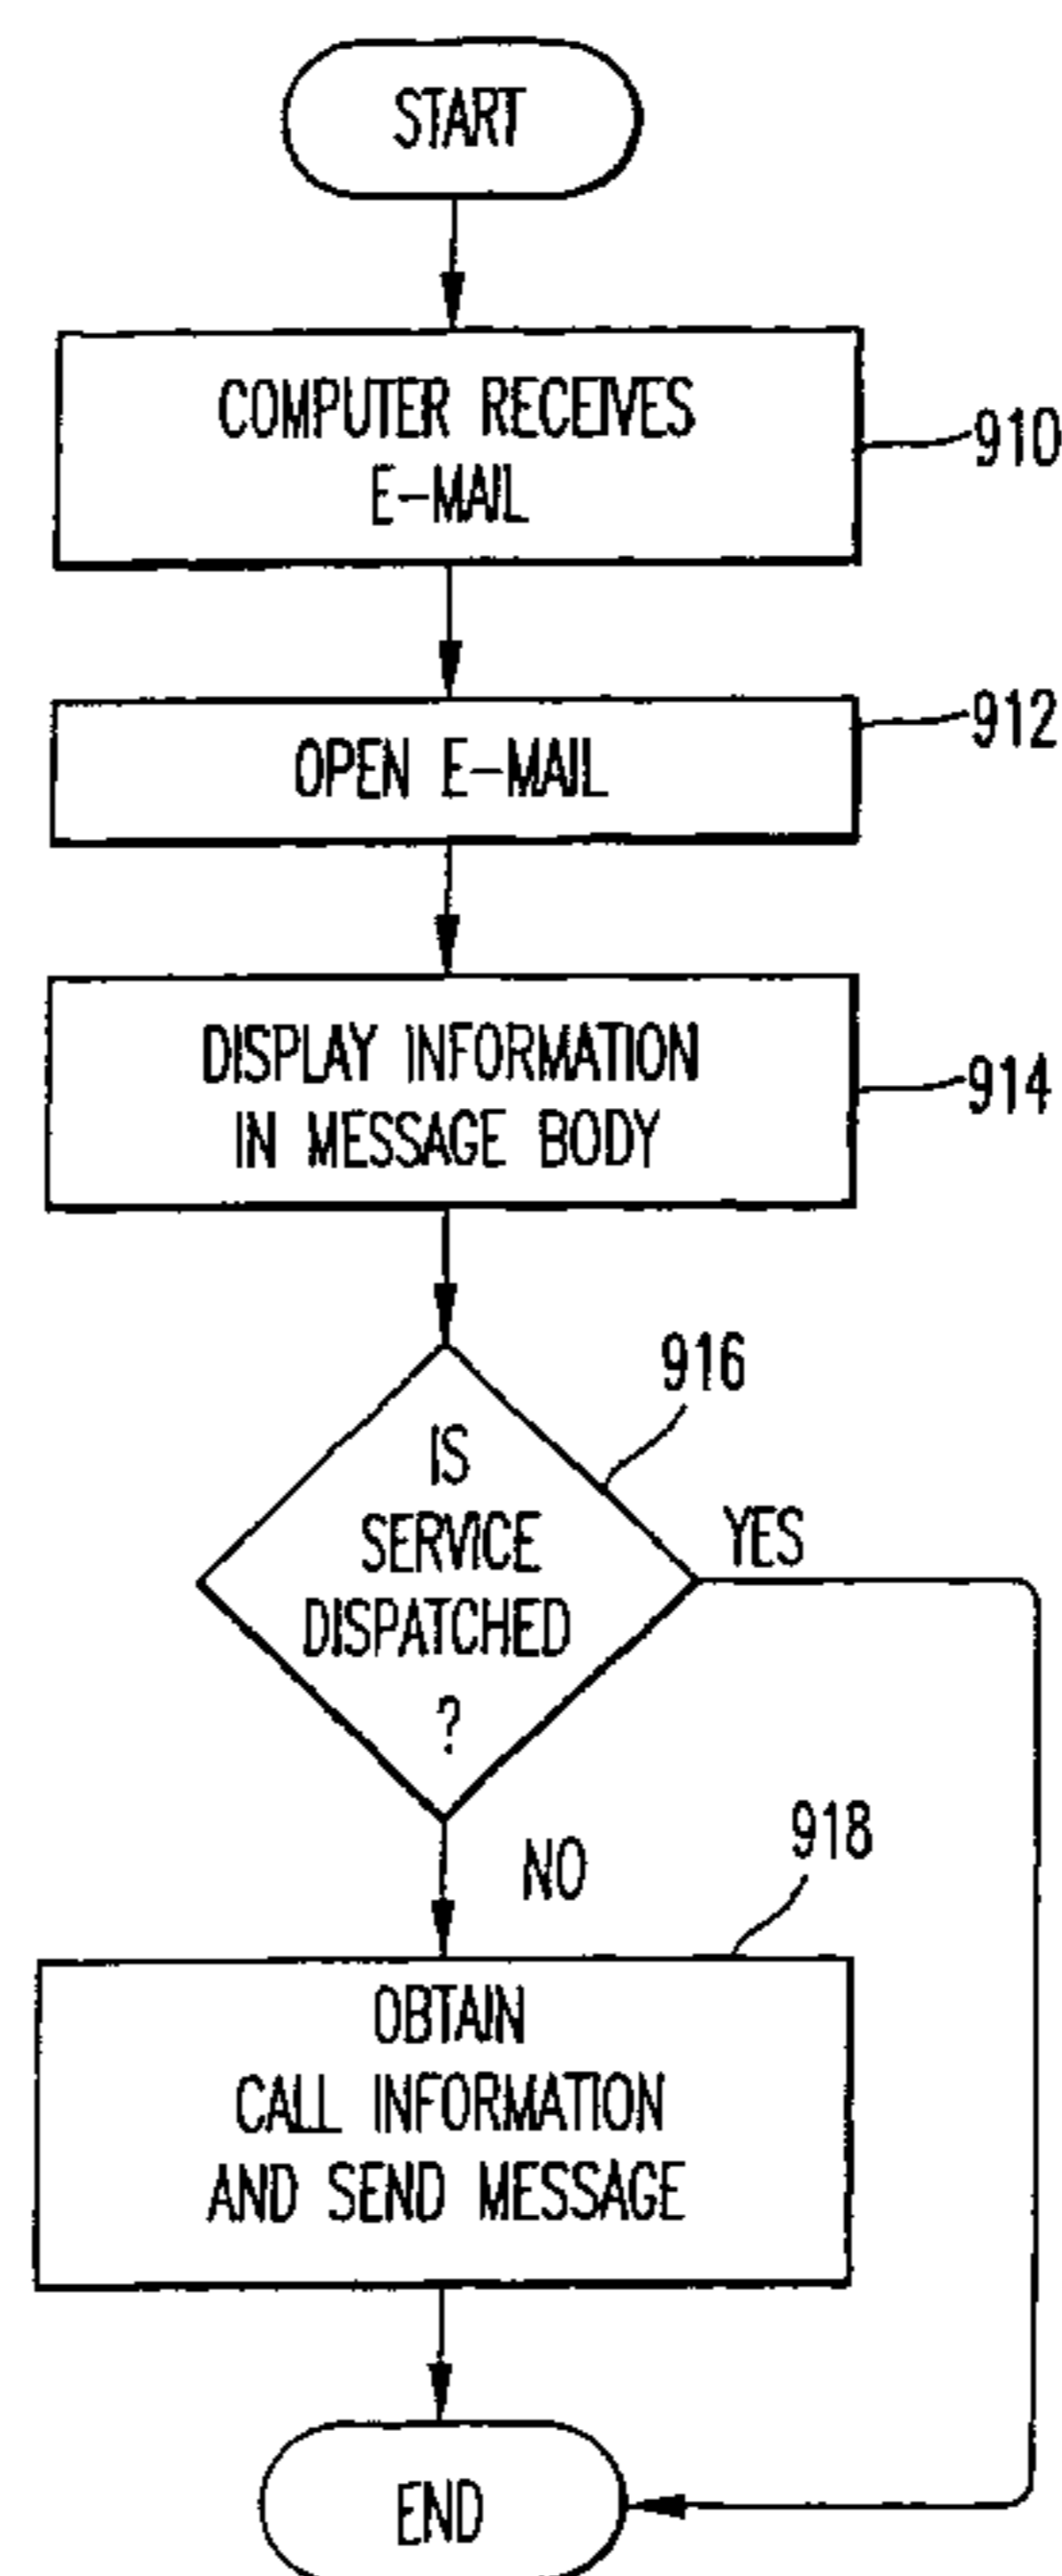 START
COMPUTER RECEIVES
E-MAIL
910
OPEN E-MAIL
912
DISPLAY INFORMATION
IN MESSAGE BODY
914
916
IS
SERVICE
DISPATCHED
?
YES
NO
918
OBTAIN
CALL INFORMATION
AND SEND MESSAGE
END